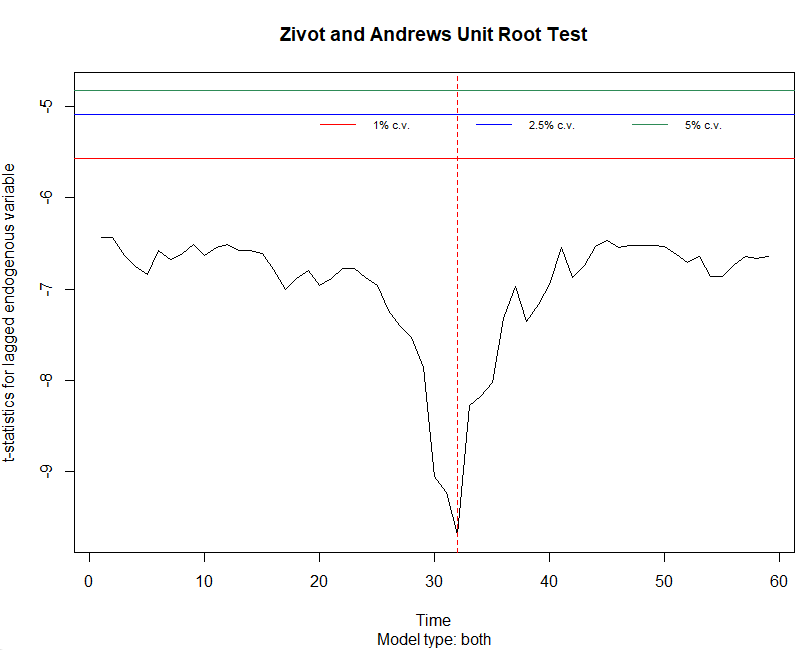 Zivot and Andrews Unit Root Test
t-statistics for lagged endogenous variable
-5
-6
-7
-8
-9
1% c.v. 2.5% c.v. 5% c.v.
0 10 20 30 40 50 60
Time
Model type: both